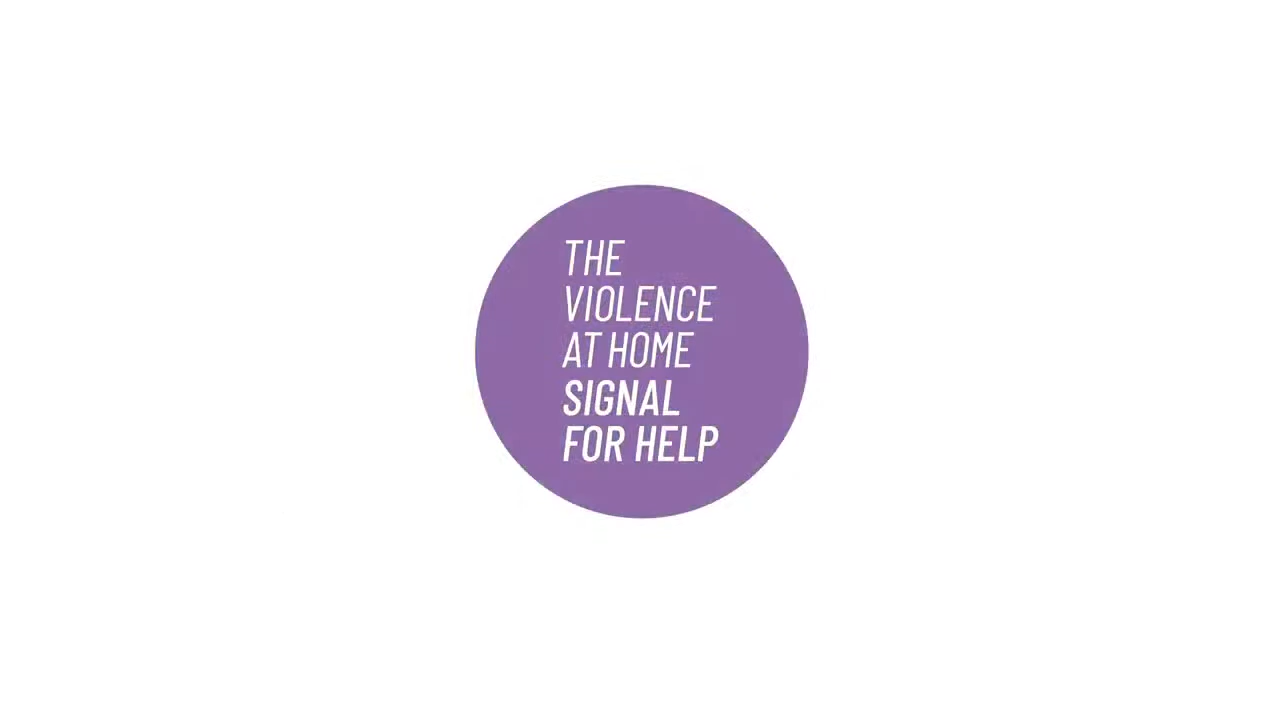 THE
VIOLENCE
AT HOME
SIGNAL
FOR HELP